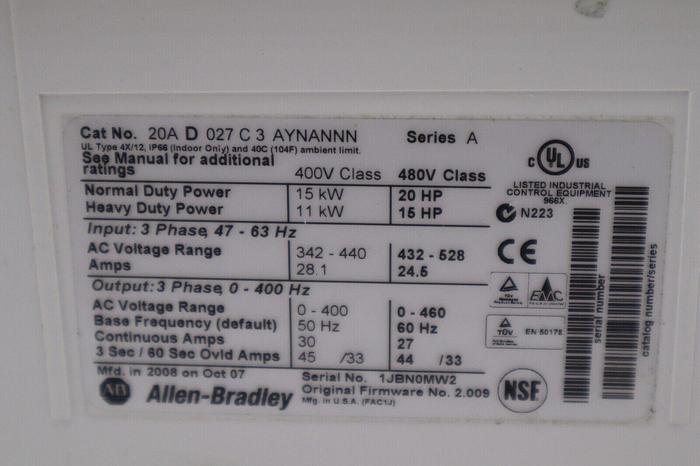 Cat No. 20A D 027 C 3 AYNANNN Series A
UL Type 4X/12, IP66 (Indoor Only) and 40C (104F) ambient limit.
See Manual for additional
ratings 400V Class 480V Class
Normal Duty Power 15 kW 20 HP
Heavy Duty Power 11 kW 15 HP
Input: 3 Phase, 47 - 63 Hz
AC Voltage Range 342 - 440 432 - 528
Amps 28.1 24.5
Output: 3 Phase, 0 - 400 Hz
AC Voltage Range 0 - 400 0 - 460
Base Frequency (default) 50 Hz 60 Hz
Continuous Amps 30 27
3 Sec / 60 Sec Ovld Amps 45 /33 44 /33
Mfd. in 2008 on Oct 07 Serial No. 1JBN0MW2
AB Allen-Bradley Original Firmware No. 2.009
Mfg. in U.S.A. (FAC1J)
C UL US
LISTED INDUSTRIAL
CONTROL EQUIPMENT
966X
N223
CE
TÜV
EMC
TÜV EN 50178
NSF
serial number
catalog number/series